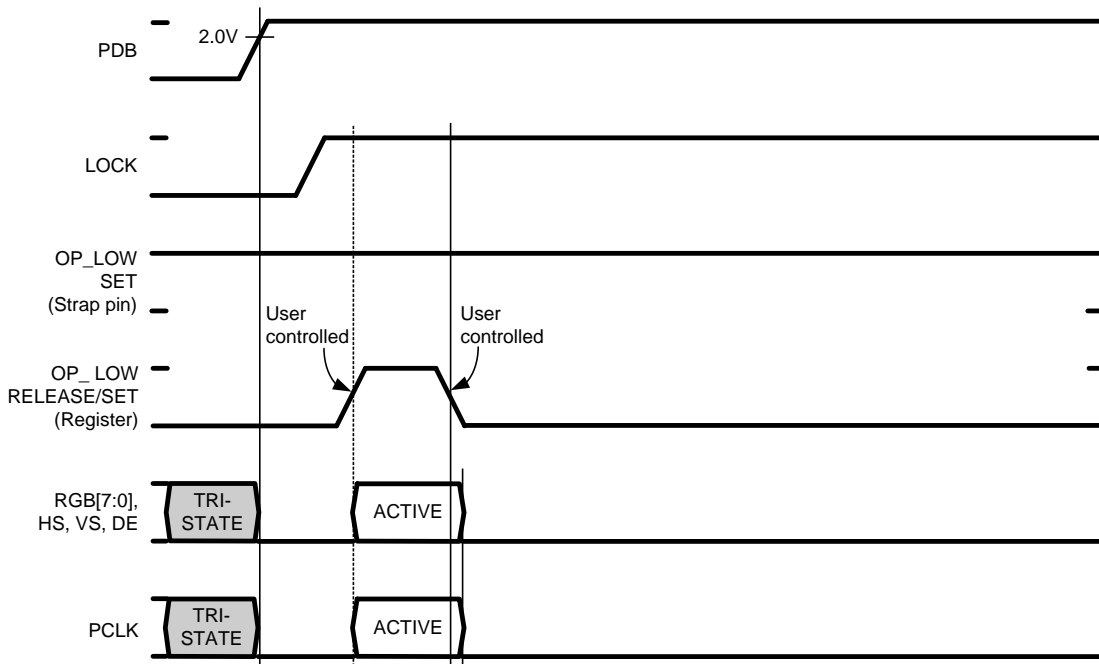 PDB
2.0V
LOCK
OP_LOW
SET
(Strap pin)
User
controlled
User
controlled
OP_ LOW
RELEASE/SET
(Register)
RGB[7:0],
HS, VS, DE
TRI-
STATE
ACTIVE
PCLK
TRI-
STATE
ACTIVE